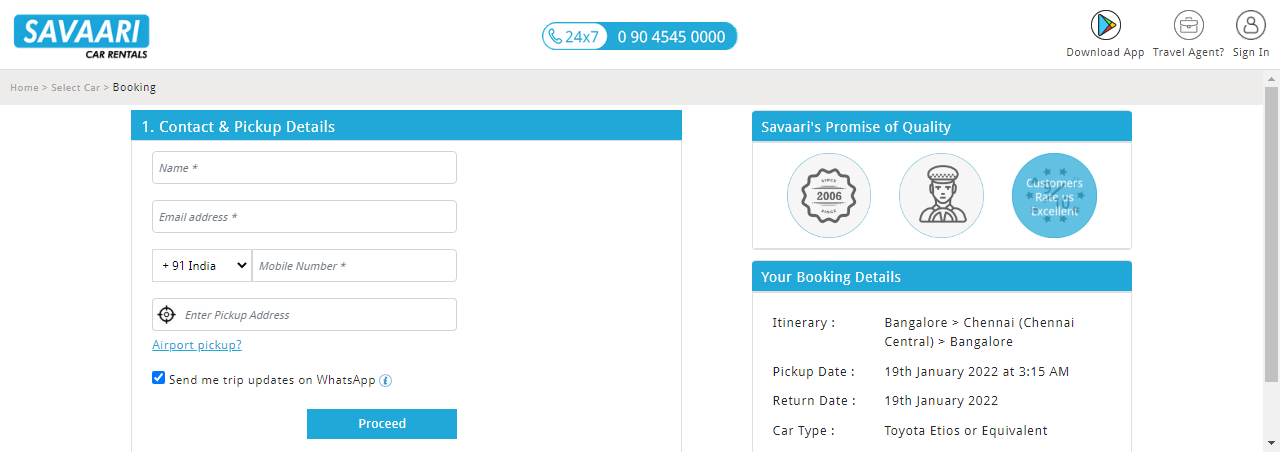 SAVAARI
CAR RENTALS
24x7 0 90 4545 0000
Download App
Travel Agent?
Sign In
Home > Select Car > Booking
1. Contact & Pickup Details
Name *
Email address *
+ 91 India
Mobile Number *
Enter Pickup Address
Airport pickup?
Send me trip updates on WhatsApp
Proceed
Savaari's Promise of Quality
SINCE
2006
SINCE
Customers
Rate us
Excellent
Your Booking Details
Itinerary : Bangalore > Chennai (Chennai
Central) > Bangalore
Pickup Date : 19th January 2022 at 3:15 AM
Return Date : 19th January 2022
Car Type : Toyota Etios or Equivalent